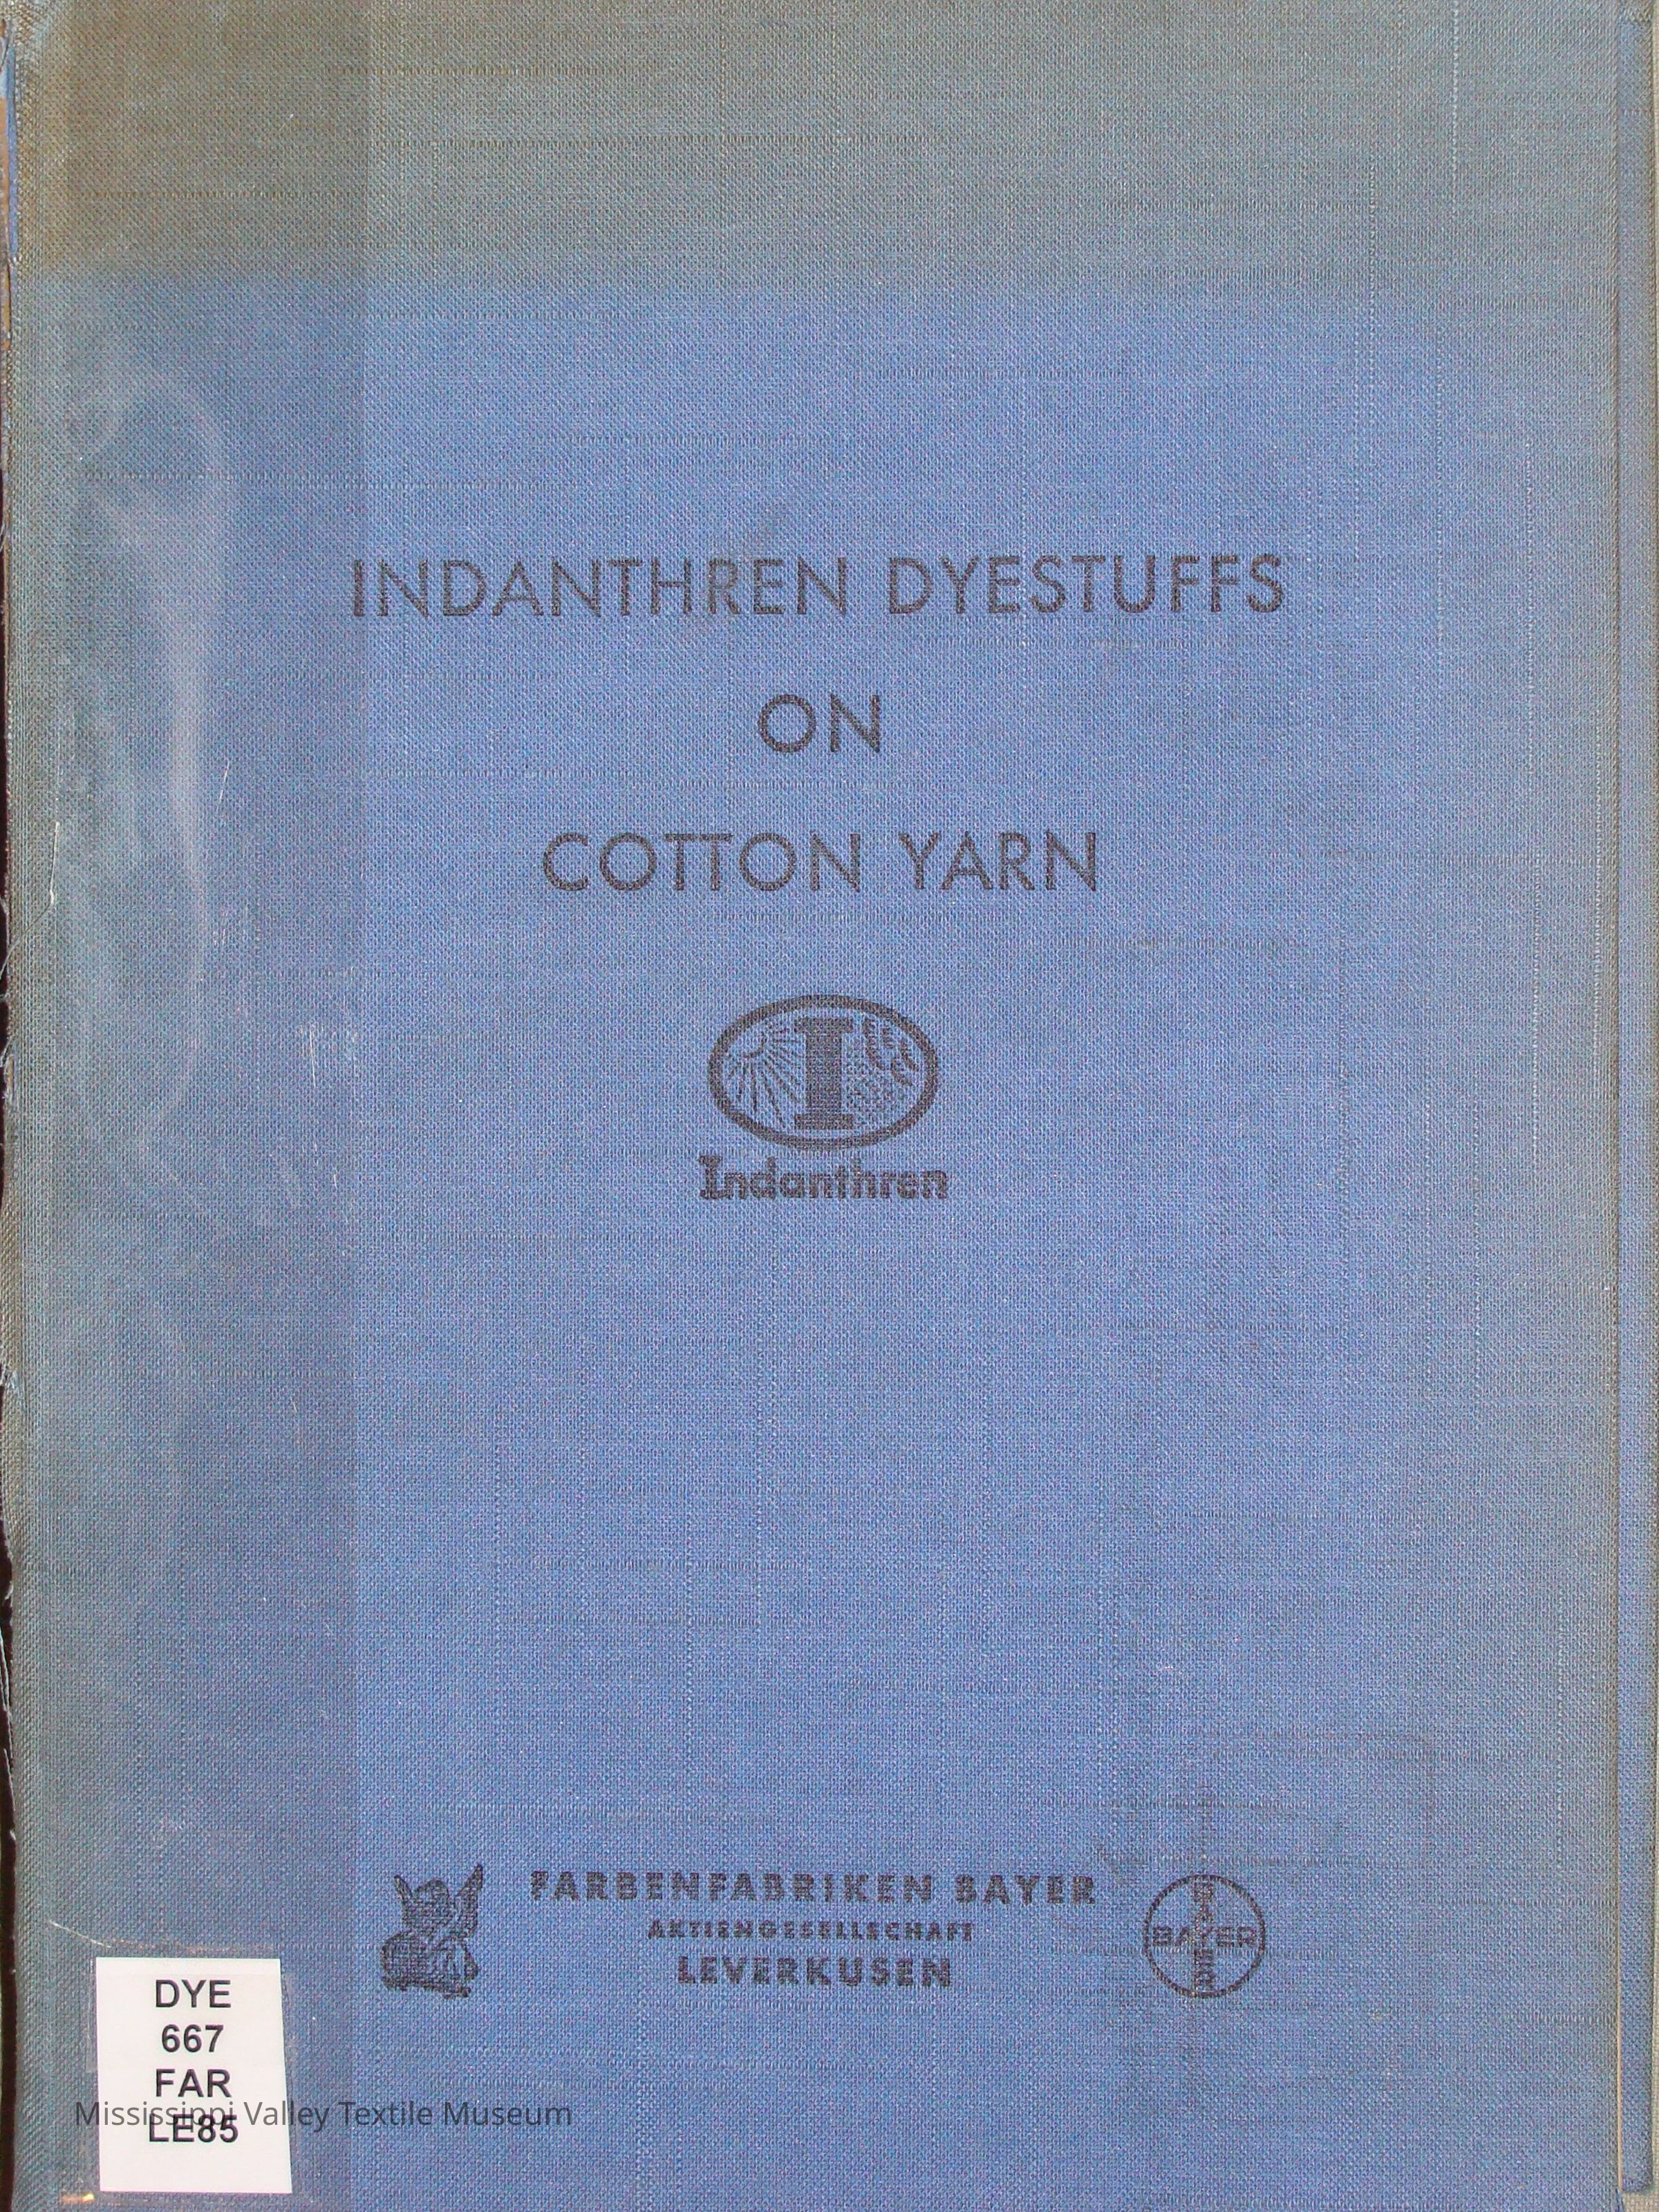 INDANTHREN DYESTUFFS
ON
COTTON YARN
I
Indanthren
FARBENFABRIKEN BAYER
AKTIENGESELLSCHAFT
LEVERKUSEN
BAYER
BAYER
DYE
667
FAR
LE85
Mississippi Valley Textile Museum